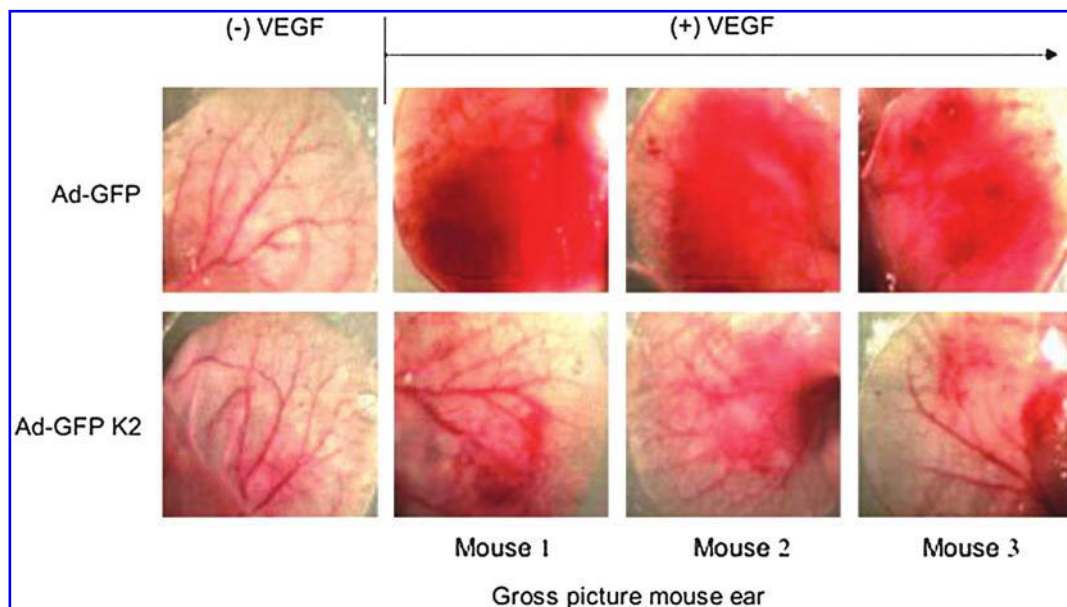 (-) VEGF (+) VEGF
Ad-GFP
Ad-GFP K2
Mouse 1 Mouse 2 Mouse 3
Gross picture mouse ear